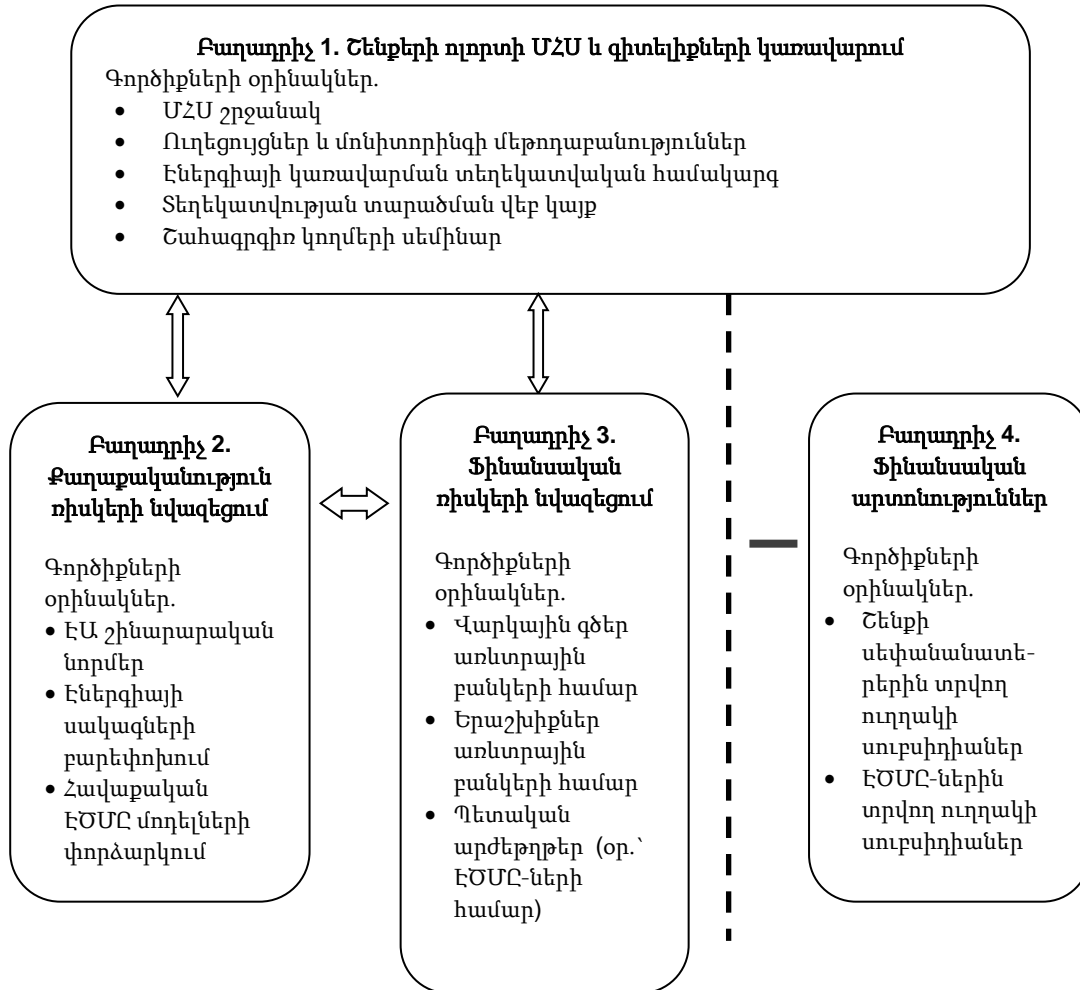 Բաղադրիչ 1. Շենքերի ոլորտի ՄՀՍ և գիտելիքների կառավարում
Գործիքների օրինակներ.
• ՄՀՍ շրջանակ
• Ուղեցույցներ և մոնիտորինգի մեթոդաբանություններ
• Էներգիայի կառավարման տեղեկատվական համակարգ
• Տեղեկատվության տարածման վեբ կայք
• Շահագրգիռ կողմերի սեմինար
Բաղադրիչ 2.
Քաղաքականություն
ռիսկերի նվազեցում
Գործիքների
օրինակներ.
• ԷԱ շինարարական
նորմեր
• Էներգիայի
սակագների
բարեփոխում
• Հավաքական
ԷԾՄԸ մոդելների
փորձարկում
Բաղադրիչ 3.
Ֆինանսական
ռիսկերի նվազեցում
Գործիքների
օրինակներ.
• Վարկային գծեր
առևտրային
բանկերի համար
• Երաշխիքներ
առևտրային
բանկերի համար
• Պետական
արժեթղթեր (օր.՝
ԷԾՄԸ-ների
համար)
Բաղադրիչ 4.
Ֆինանսական
արտոնություններ
Գործիքների
օրինակներ.
• Շենքի
սեփանանատե-
րերին տրվող
ուղղակի
սուբսիդիաներ
• ԷԾՄԸ-ներին
տրվող ուղղակի
սուբսիդիաներ